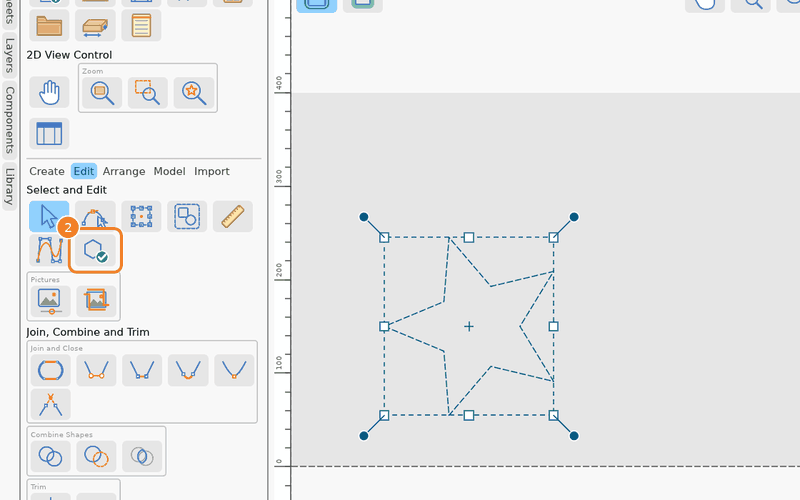 eets
Layers
Components
Library
2D View Control
Zoom
Create Edit Arrange Model Import
Select and Edit
2
Pictures
Join, Combine and Trim
Join and Close
Combine Shapes
Trim
400
300
200
100
0